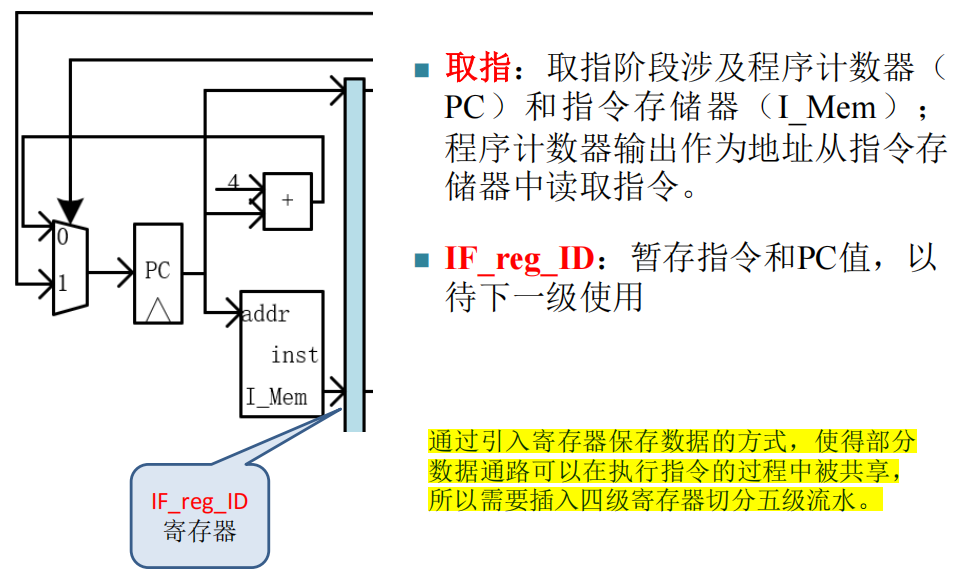 4
+
0
1
PC
addr
inst
I_Mem
IF_reg_ID
寄存器
取指：取指阶段涉及程序计数器（
PC）和指令存储器（I_Mem）；
程序计数器输出作为地址从指令存
储器中读取指令。
IF_reg_ID：暂存指令和PC值，以
待下一级使用
通过引入寄存器保存数据的方式，使得部分
数据通路可以在执行指令的过程中被共享，
所以需要插入四级寄存器切分五级流水。